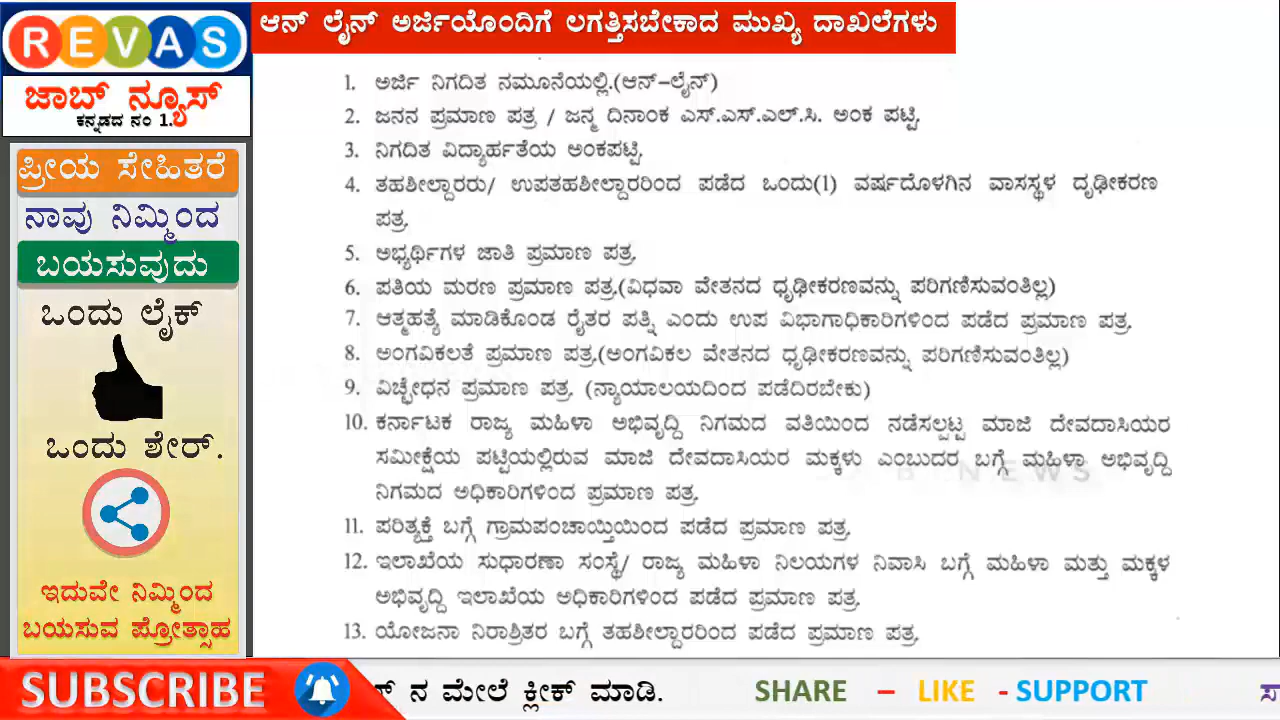 REVAS
ಜಾಬ್ ನ್ಯೂಸ್
ಕನ್ನಡದ ನಂ 1.
ಪ್ರೀಯ ಸೇಹಿತರೆ
ನಾವು ನಿಮ್ಮಿಂದ
ಬಯಸುವುದು
ಒಂದು ಲೈಕ್
ಒಂದು ಶೇರ್.
ಇದುವೇ ನಿಮ್ಮಿಂದ
ಬಯಸುವ ಪ್ರೋತ್ಸಾಹ
ಆನ್ ಲೈನ್ ಅರ್ಜಿಯೊಂದಿಗೆ ಲಗತ್ತಿಸಬೇಕಾದ ಮುಖ್ಯ ದಾಖಲೆಗಳು
1. ಅರ್ಜಿ ನಿಗದಿತ ನಮೂನೆಯಲ್ಲಿ.(ಆನ್-ಲೈನ್)
2. ಜನನ ಪ್ರಮಾಣ ಪತ್ರ / ಜನ್ಮ ದಿನಾಂಕ ಎಸ್.ಎಸ್.ಎಲ್.ಸಿ. ಅಂಕ ಪಟ್ಟಿ.
3. ನಿಗದಿತ ವಿದ್ಯಾರ್ಹತೆಯ ಅಂಕಪಟ್ಟಿ.
4. ತಹಶೀಲ್ದಾರರು/ ಉಪತಹಶೀಲ್ದಾರರಿಂದ ಪಡೆದ ಒಂದು(1) ವರ್ಷದೊಳಗಿನ ವಾಸಸ್ಥಳ ದೃಢೀಕರಣ
ಪತ್ರ.
5. ಅಭ್ಯರ್ಥಿಗಳ ಜಾತಿ ಪ್ರಮಾಣ ಪತ್ರ.
6. ಪತಿಯ ಮರಣ ಪ್ರಮಾಣ ಪತ್ರ.(ವಿಧವಾ ವೇತನದ ಧೃಢೀಕರಣವನ್ನು ಪರಿಗಣಿಸುವಂತಿಲ್ಲ)
7. ಆತ್ಮಹತ್ಯೆ ಮಾಡಿಕೊಂಡ ರೈತರ ಪತ್ನಿ ಎಂದು ಉಪ ವಿಭಾಗಾಧಿಕಾರಿಗಳಿಂದ ಪಡೆದ ಪ್ರಮಾಣ ಪತ್ರ.
8. ಅಂಗವಿಕಲತೆ ಪ್ರಮಾಣ ಪತ್ರ.(ಅಂಗವಿಕಲ ವೇತನದ ಧೃಢೀಕರಣವನ್ನು ಪರಿಗಣಿಸುವಂತಿಲ್ಲ)
9. ವಿಚ್ಛೇಧನ ಪ್ರಮಾಣ ಪತ್ರ. (ನ್ಯಾಯಾಲಯದಿಂದ ಪಡೆದಿರಬೇಕು)
10. ಕರ್ನಾಟಕ ರಾಜ್ಯ ಮಹಿಳಾ ಅಭಿವೃದ್ದಿ ನಿಗಮದ ವತಿಯಿಂದ ನಡೆಸಲ್ಪಟ್ಟ ಮಾಜಿ ದೇವದಾಸಿಯರ
ಸಮೀಕ್ಷೆಯ ಪಟ್ಟಿಯಲ್ಲಿರುವ ಮಾಜಿ ದೇವದಾಸಿಯರ ಮಕ್ಕಳು ಎಂಬುದರ ಬಗ್ಗೆ ಮಹಿಳಾ ಅಭಿವೃದ್ದಿ
ನಿಗಮದ ಅಧಿಕಾರಿಗಳಿಂದ ಪ್ರಮಾಣ ಪತ್ರ.
11. ಪರಿತ್ಯಕ್ತೆ ಬಗ್ಗೆ ಗ್ರಾಮಪಂಚಾಯ್ತಿಯಿಂದ ಪಡೆದ ಪ್ರಮಾಣ ಪತ್ರ.
12. ಇಲಾಖೆಯ ಸುಧಾರಣಾ ಸಂಸ್ಥೆ/ ರಾಜ್ಯ ಮಹಿಳಾ ನಿಲಯಗಳ ನಿವಾಸಿ ಬಗ್ಗೆ ಮಹಿಳಾ ಮತ್ತು ಮಕ್ಕಳ
ಅಭಿವೃದ್ದಿ ಇಲಾಖೆಯ ಅಧಿಕಾರಿಗಳಿಂದ ಪಡೆದ ಪ್ರಮಾಣ ಪತ್ರ.
13. ಯೋಜನಾ ನಿರಾಶ್ರಿತರ ಬಗ್ಗೆ ತಹಶೀಲ್ದಾರರಿಂದ ಪಡೆದ ಪ್ರಮಾಣ ಪತ್ರ.
SUBSCRIBE
ನ ಮೇಲೆ ಕ್ಲೀಕ್ ಮಾಡಿ. SHARE – LIKE - SUPPORT